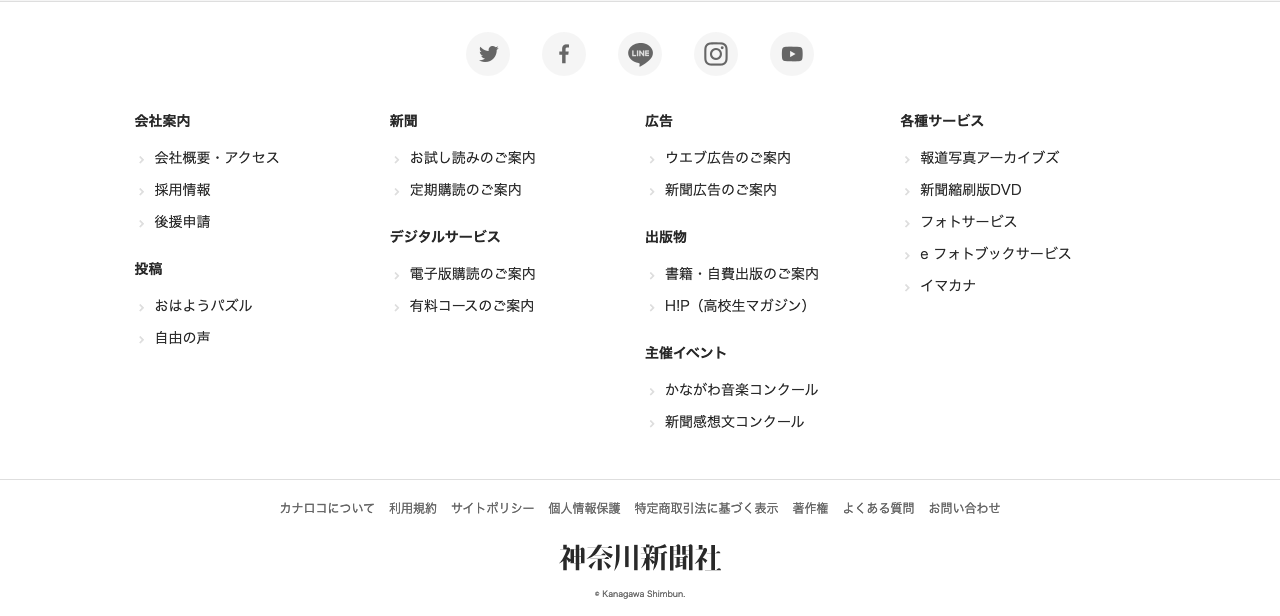 LINE
会社案内
会社概要・アクセス
採用情報
後援申請
投稿
おはようパズル
自由の声
新聞
お試し読みのご案内
定期購読のご案内
デジタルサービス
電子版購読のご案内
有料コースのご案内
広告
ウエブ広告のご案内
新聞広告のご案内
出版物
書籍・自費出版のご案内
H!P（高校生マガジン）
主催イベント
かながわ音楽コンクール
新聞感想文コンクール
各種サービス
報道写真アーカイブズ
新聞縮刷版DVD
フォトサービス
e フォトブックサービス
イマカナ
カナロコについて 利用規約 サイトポリシー 個人情報保護 特定商取引法に基づく表示 著作権 よくある質問 お問い合わせ
神奈川新聞社
© Kanagawa Shimbun.